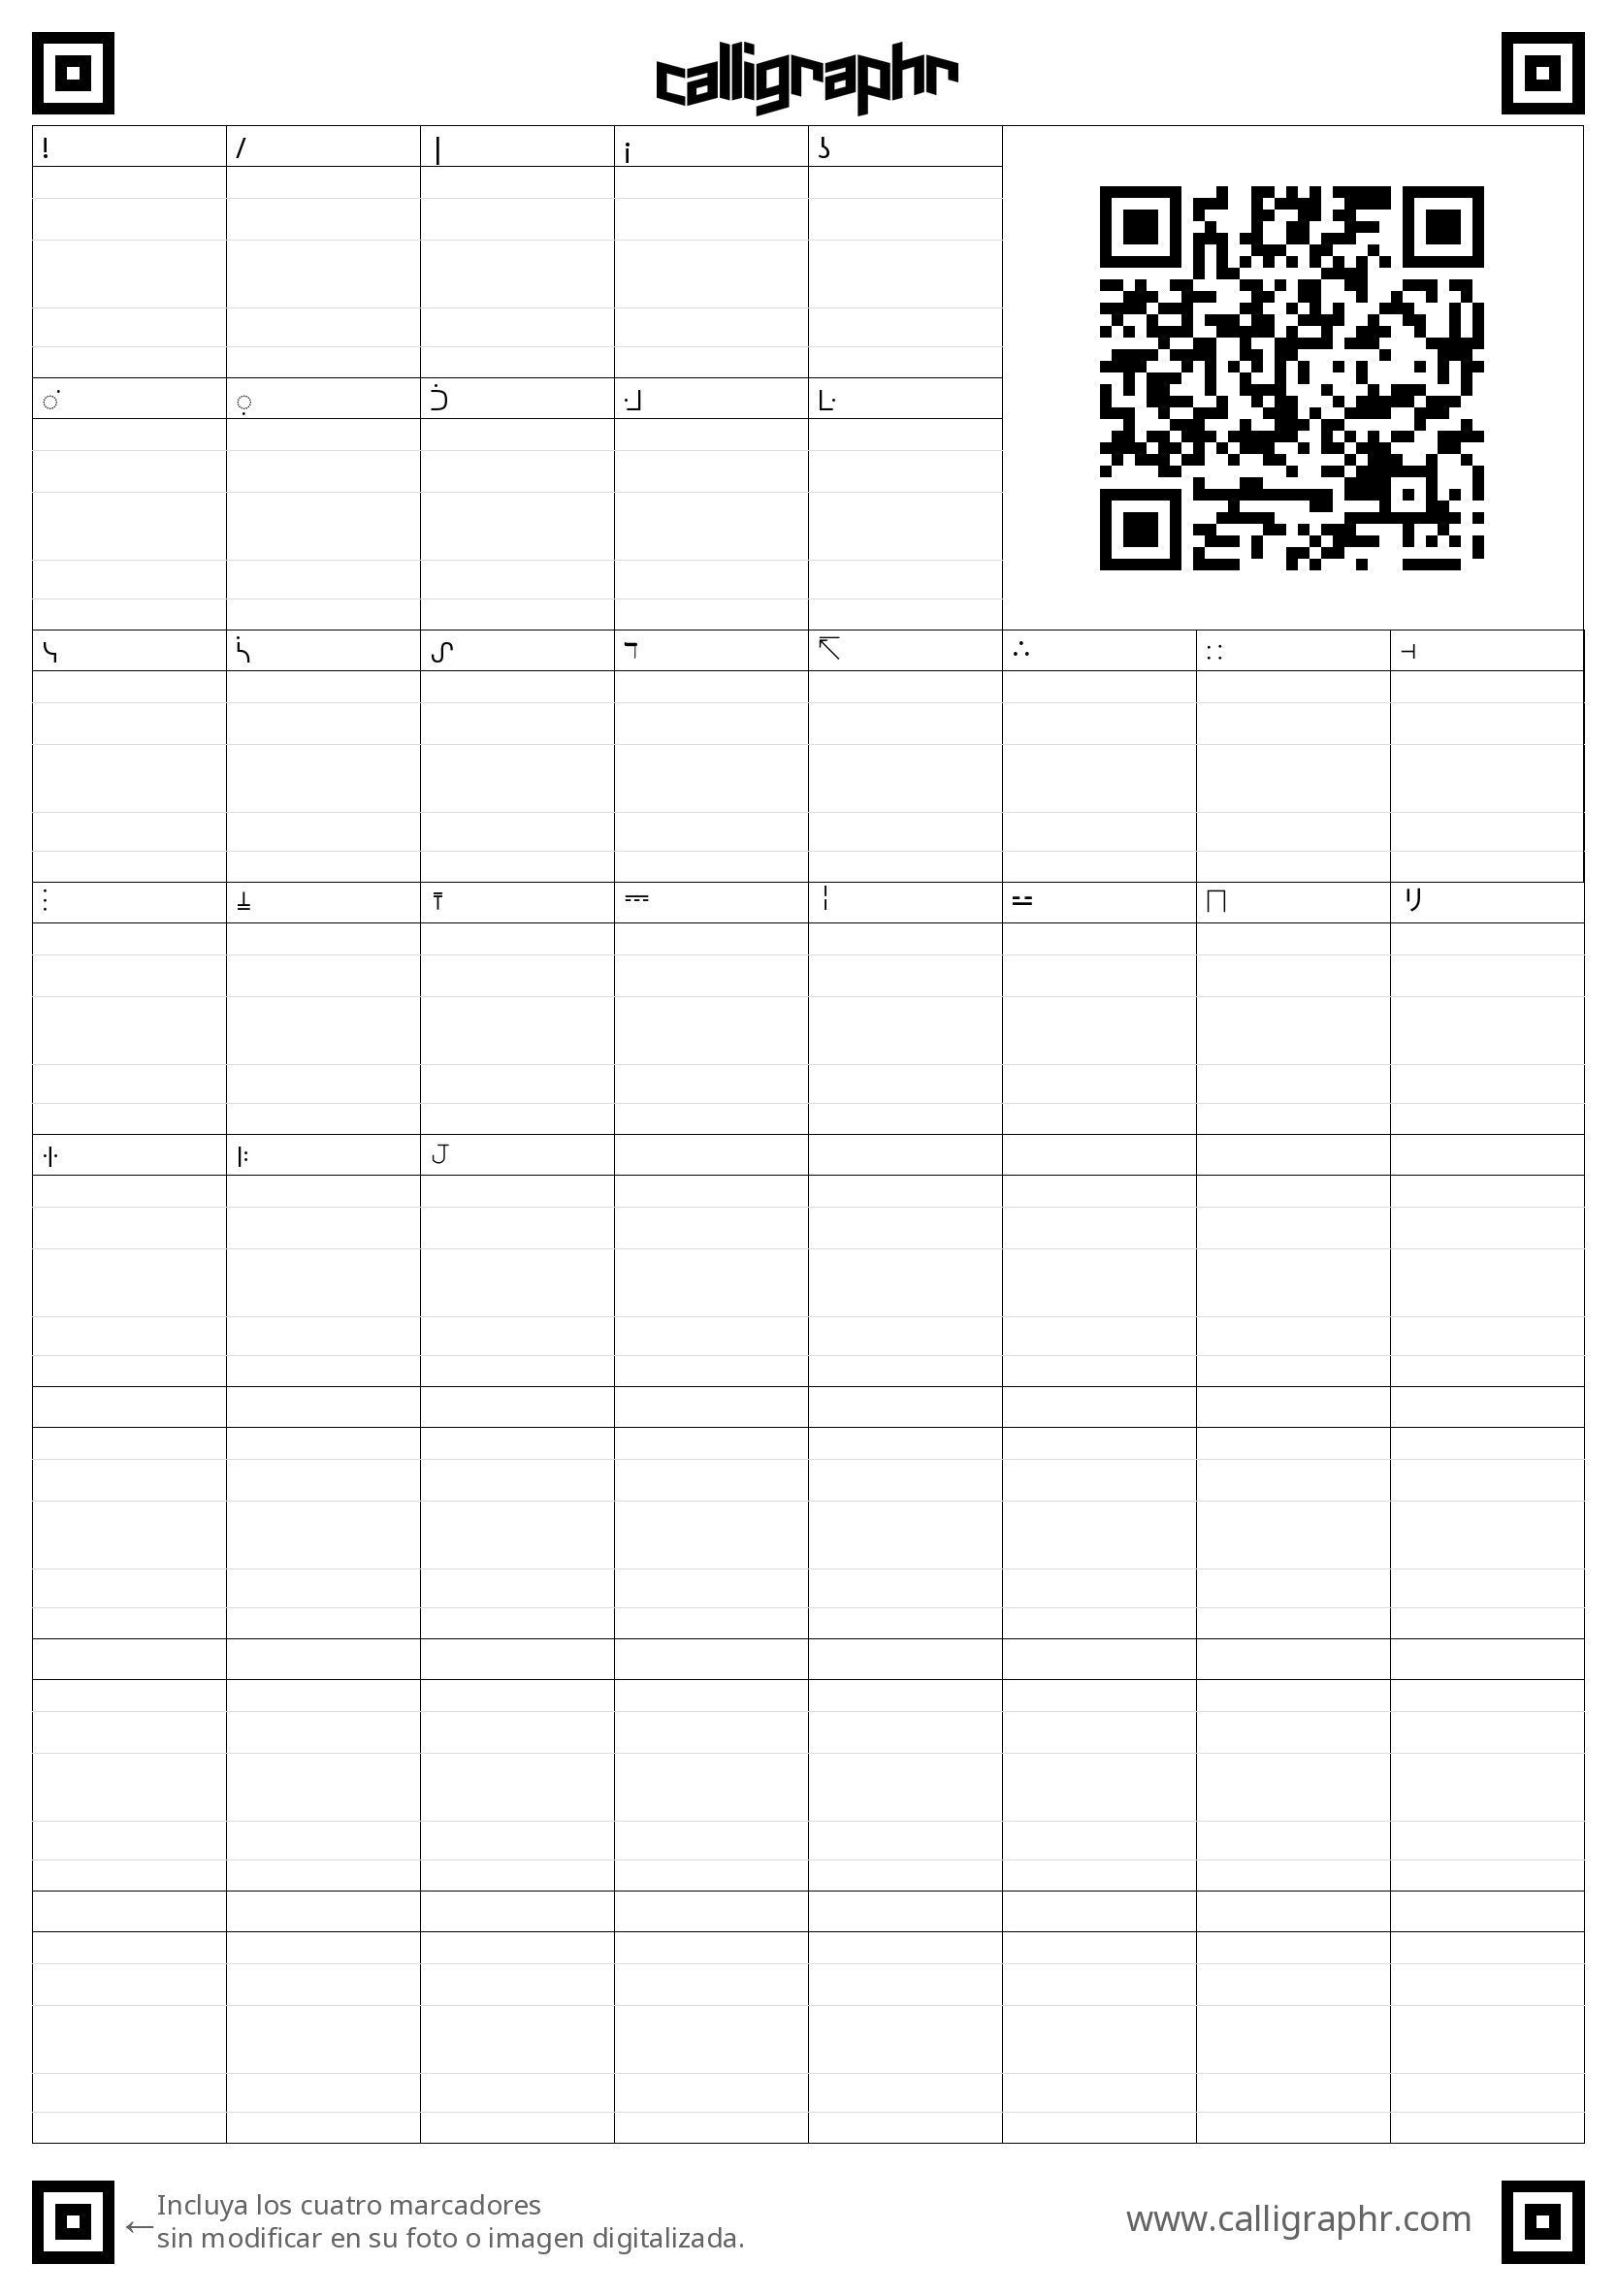 calligraphr
! / | ¡ ʖ
◌̇ ◌̣ ᑑ ᒷ ᒲ
ᓭ ᓵ ᔑ ℸ ↸ ∴ ∷ ⊣
⋮ ⍊ ⍑ ⎓ ╎ ⚍ ⨅ リ
ꖌ ꖎ 𝙹
← Incluya los cuatro marcadores
sin modificar en su foto o imagen digitalizada.
www.calligraphr.com